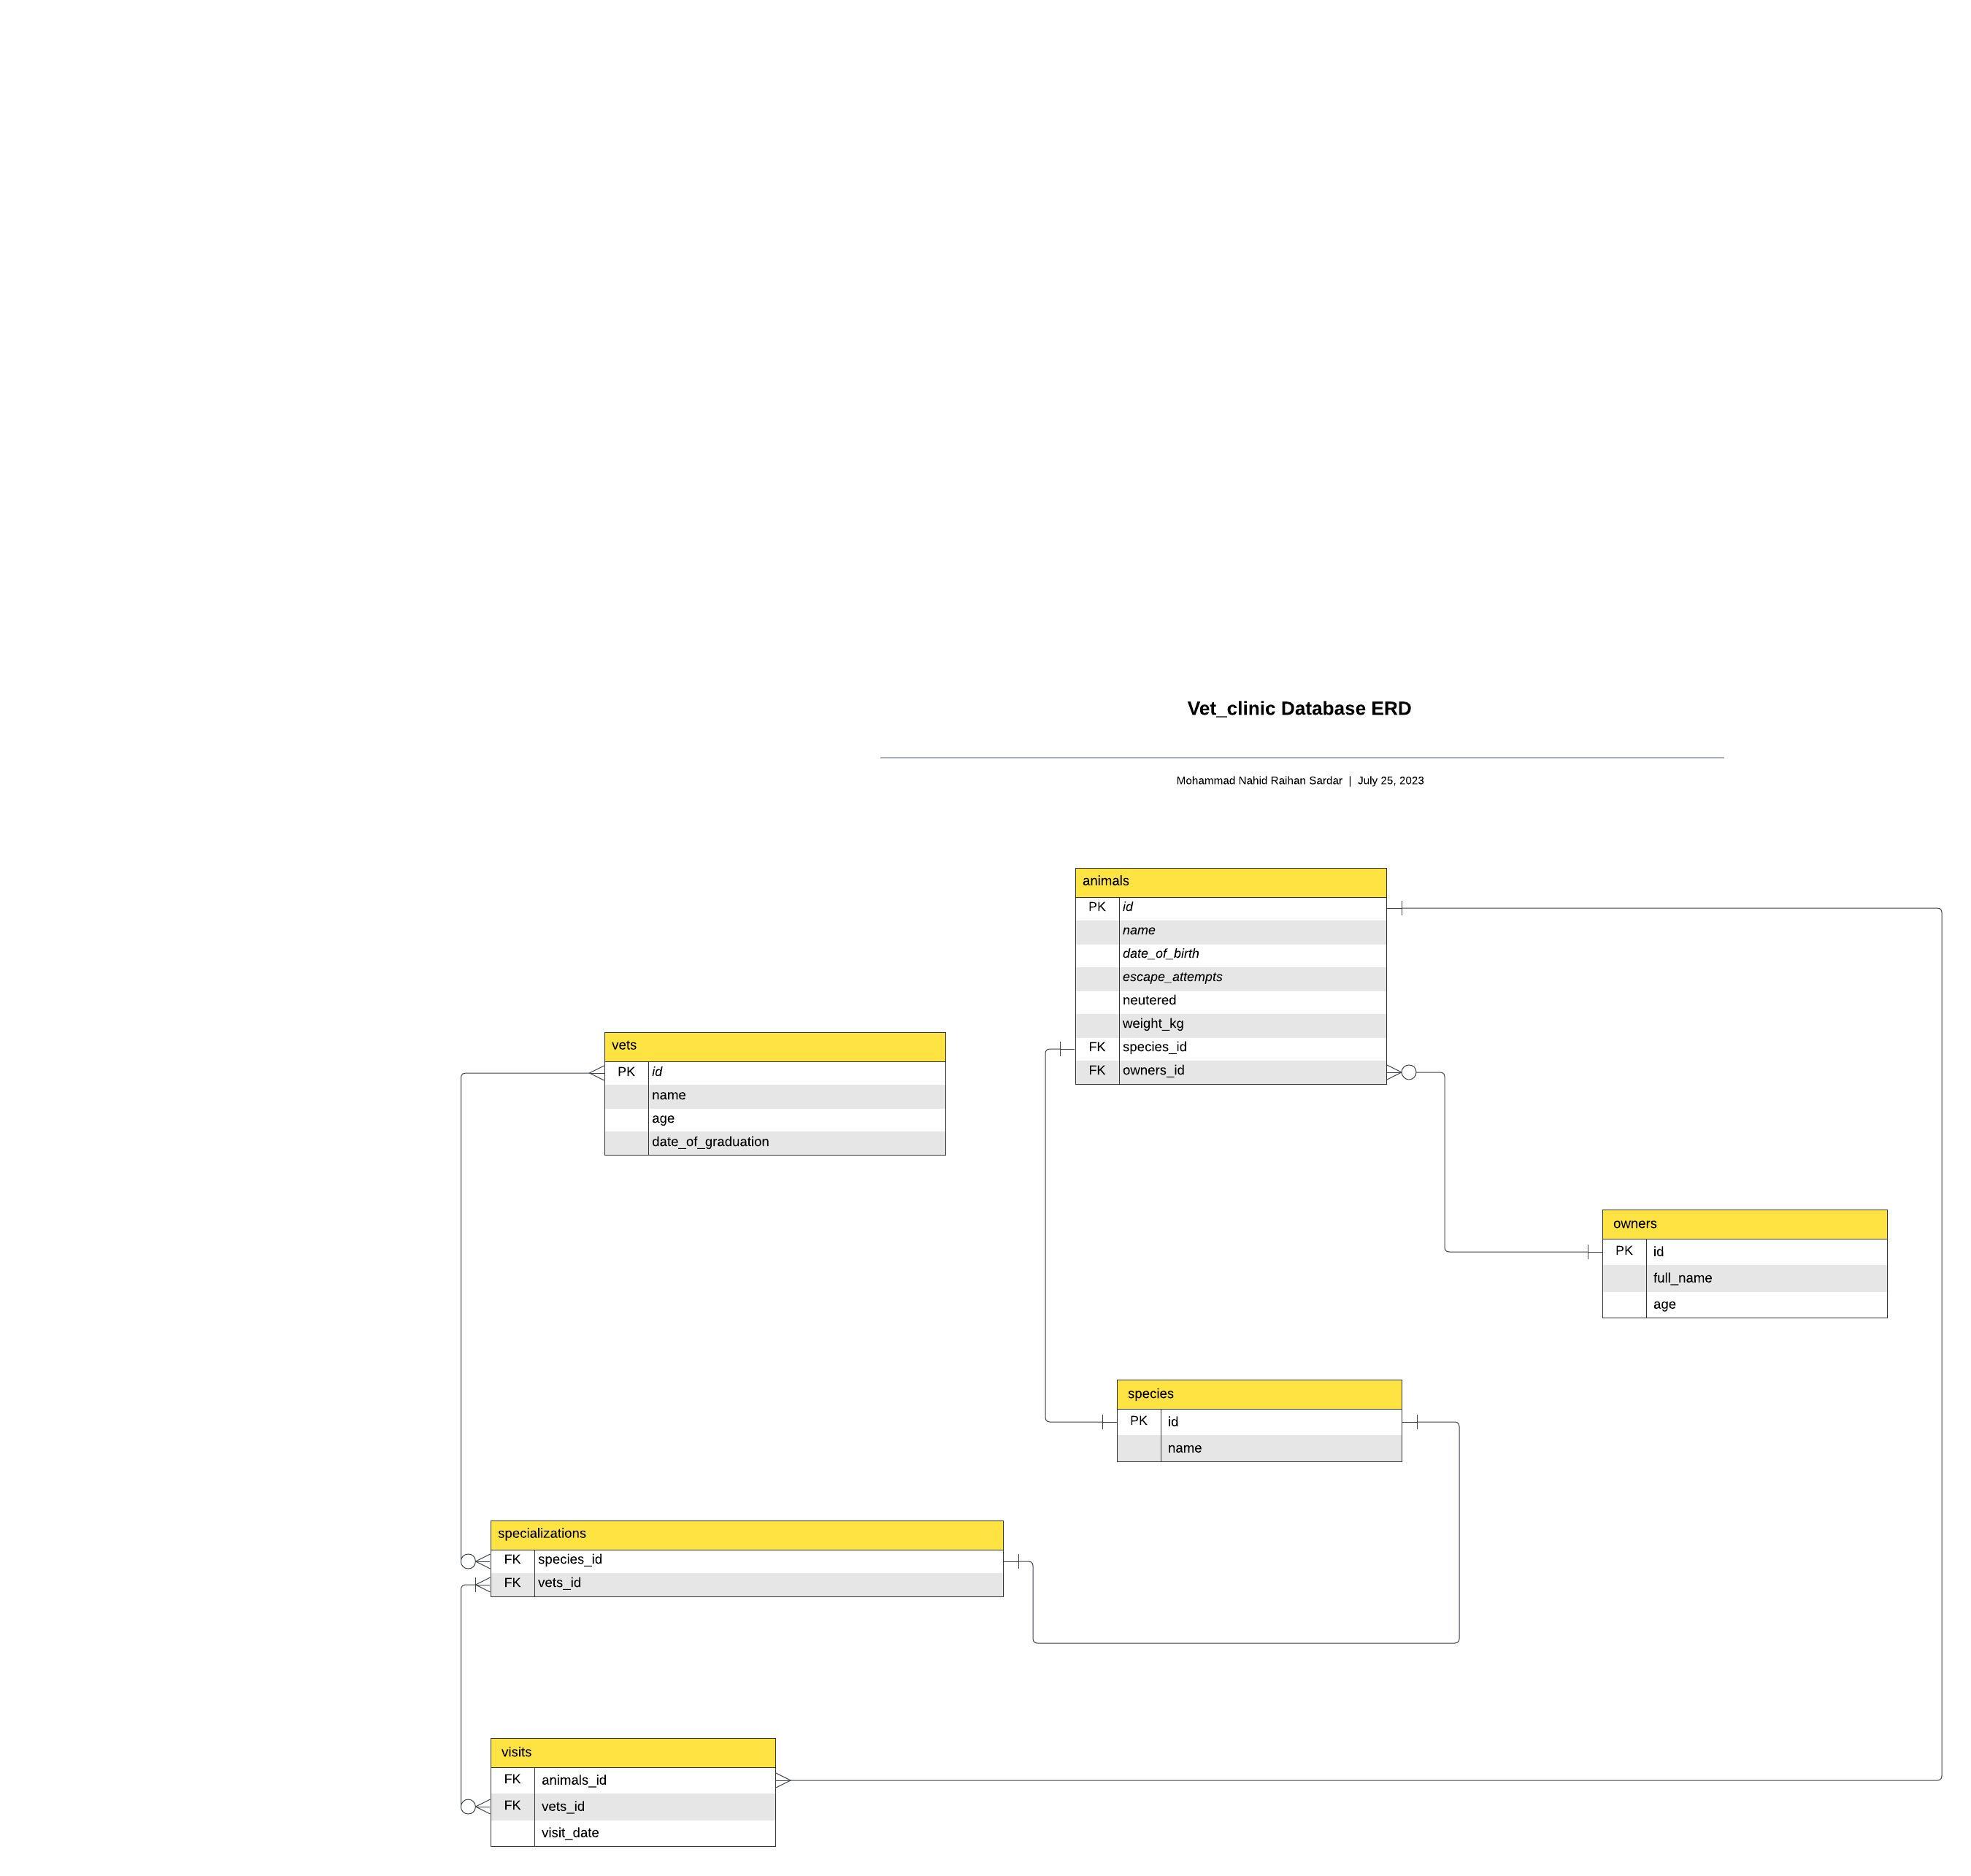 Vet_clinic Database ERD
Mohammad Nahid Raihan Sardar | July 25, 2023
animals
PK id
name
date_of_birth
escape_attempts
neutered
weight_kg
FK species_id
FK owners_id
vets
PK id
name
age
date_of_graduation
owners
PK id
full_name
age
species
PK id
name
specializations
FK species_id
FK vets_id
visits
FK animals_id
FK vets_id
visit_date